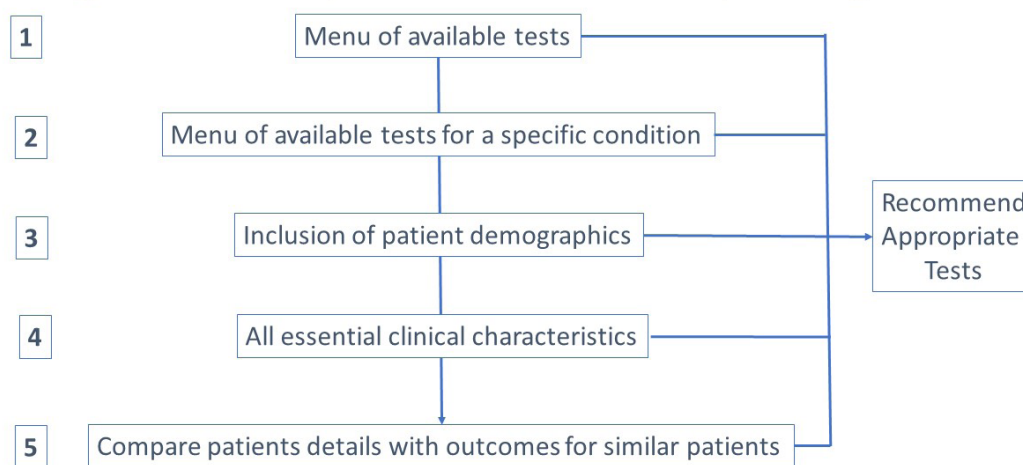 1
Menu of available tests
2
Menu of available tests for a specific condition
3
Inclusion of patient demographics
Recommend
Appropriate
Tests
4
All essential clinical characteristics
5
Compare patients details with outcomes for similar patients